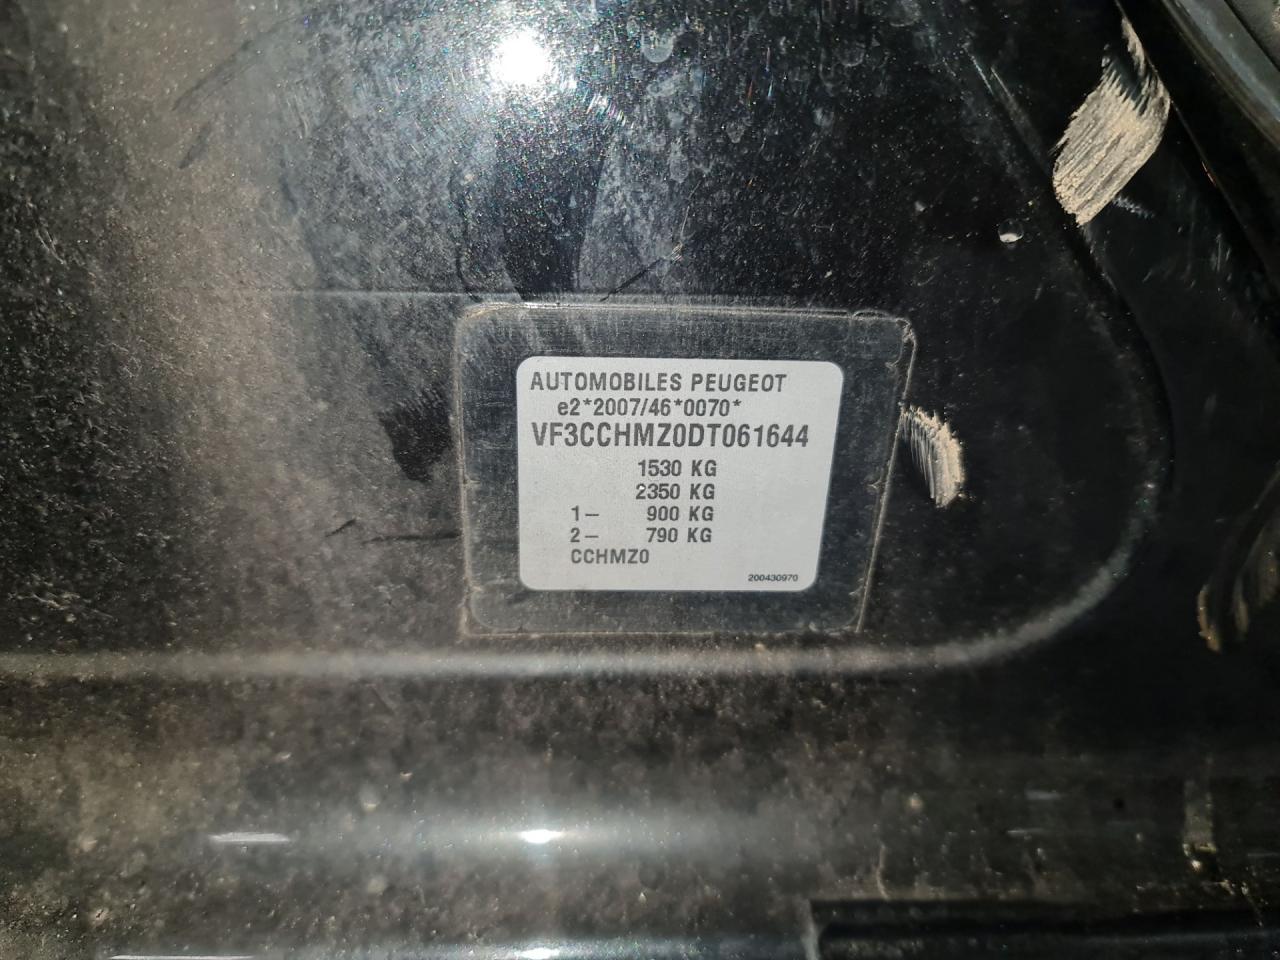 AUTOMOBILES PEUGEOT
e2*2007/46*0070*
VF3CCHMZ0DT061644
1530 KG
2350 KG
1- 900 KG
2- 790 KG
CCHMZ0
200430970